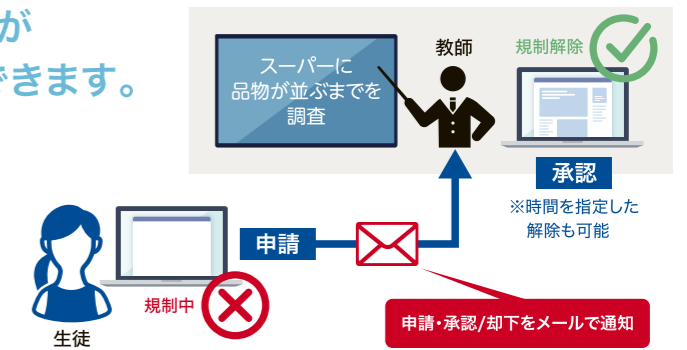 が
できます。
スーパーに
品物が並ぶまでを
調査
教師
規制解除
承認
※時間を指定した
解除も可能
申請
規制中
生徒
申請・承認/却下をメールで通知